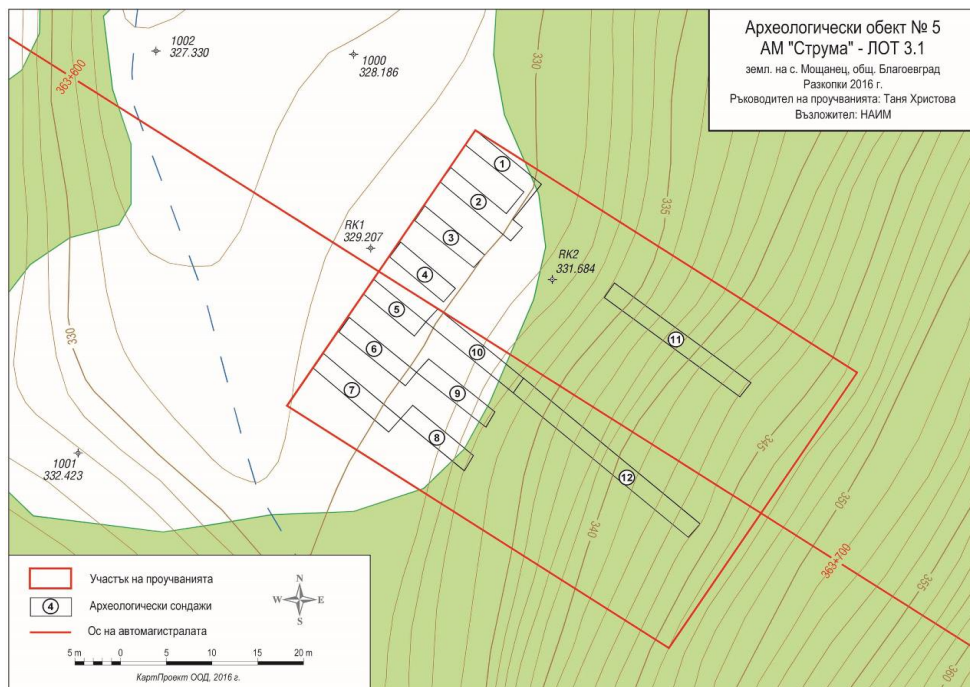 Археологически обект № 5
АМ "Струма" - ЛОТ 3.1
земл. на с. Мощанец, общ. Благоевград
Разкопки 2016 г.
Ръководител на проучванията: Таня Христова
Възложител: НАИМ
1002
327.330
1000
328.186
330
363+600
335
RK1
329.207
RK2
331.684
1
2
3
4
5
6
7
8
9
10
11
12
330
1001
332.423
340
345
350
355
360
363+700
Участък на проучванията
4
Археологически сондажи
Ос на автомагистралата
N
W
E
S
5 m
0
5
10
15
20 m
КартПроект ООД, 2016 г.